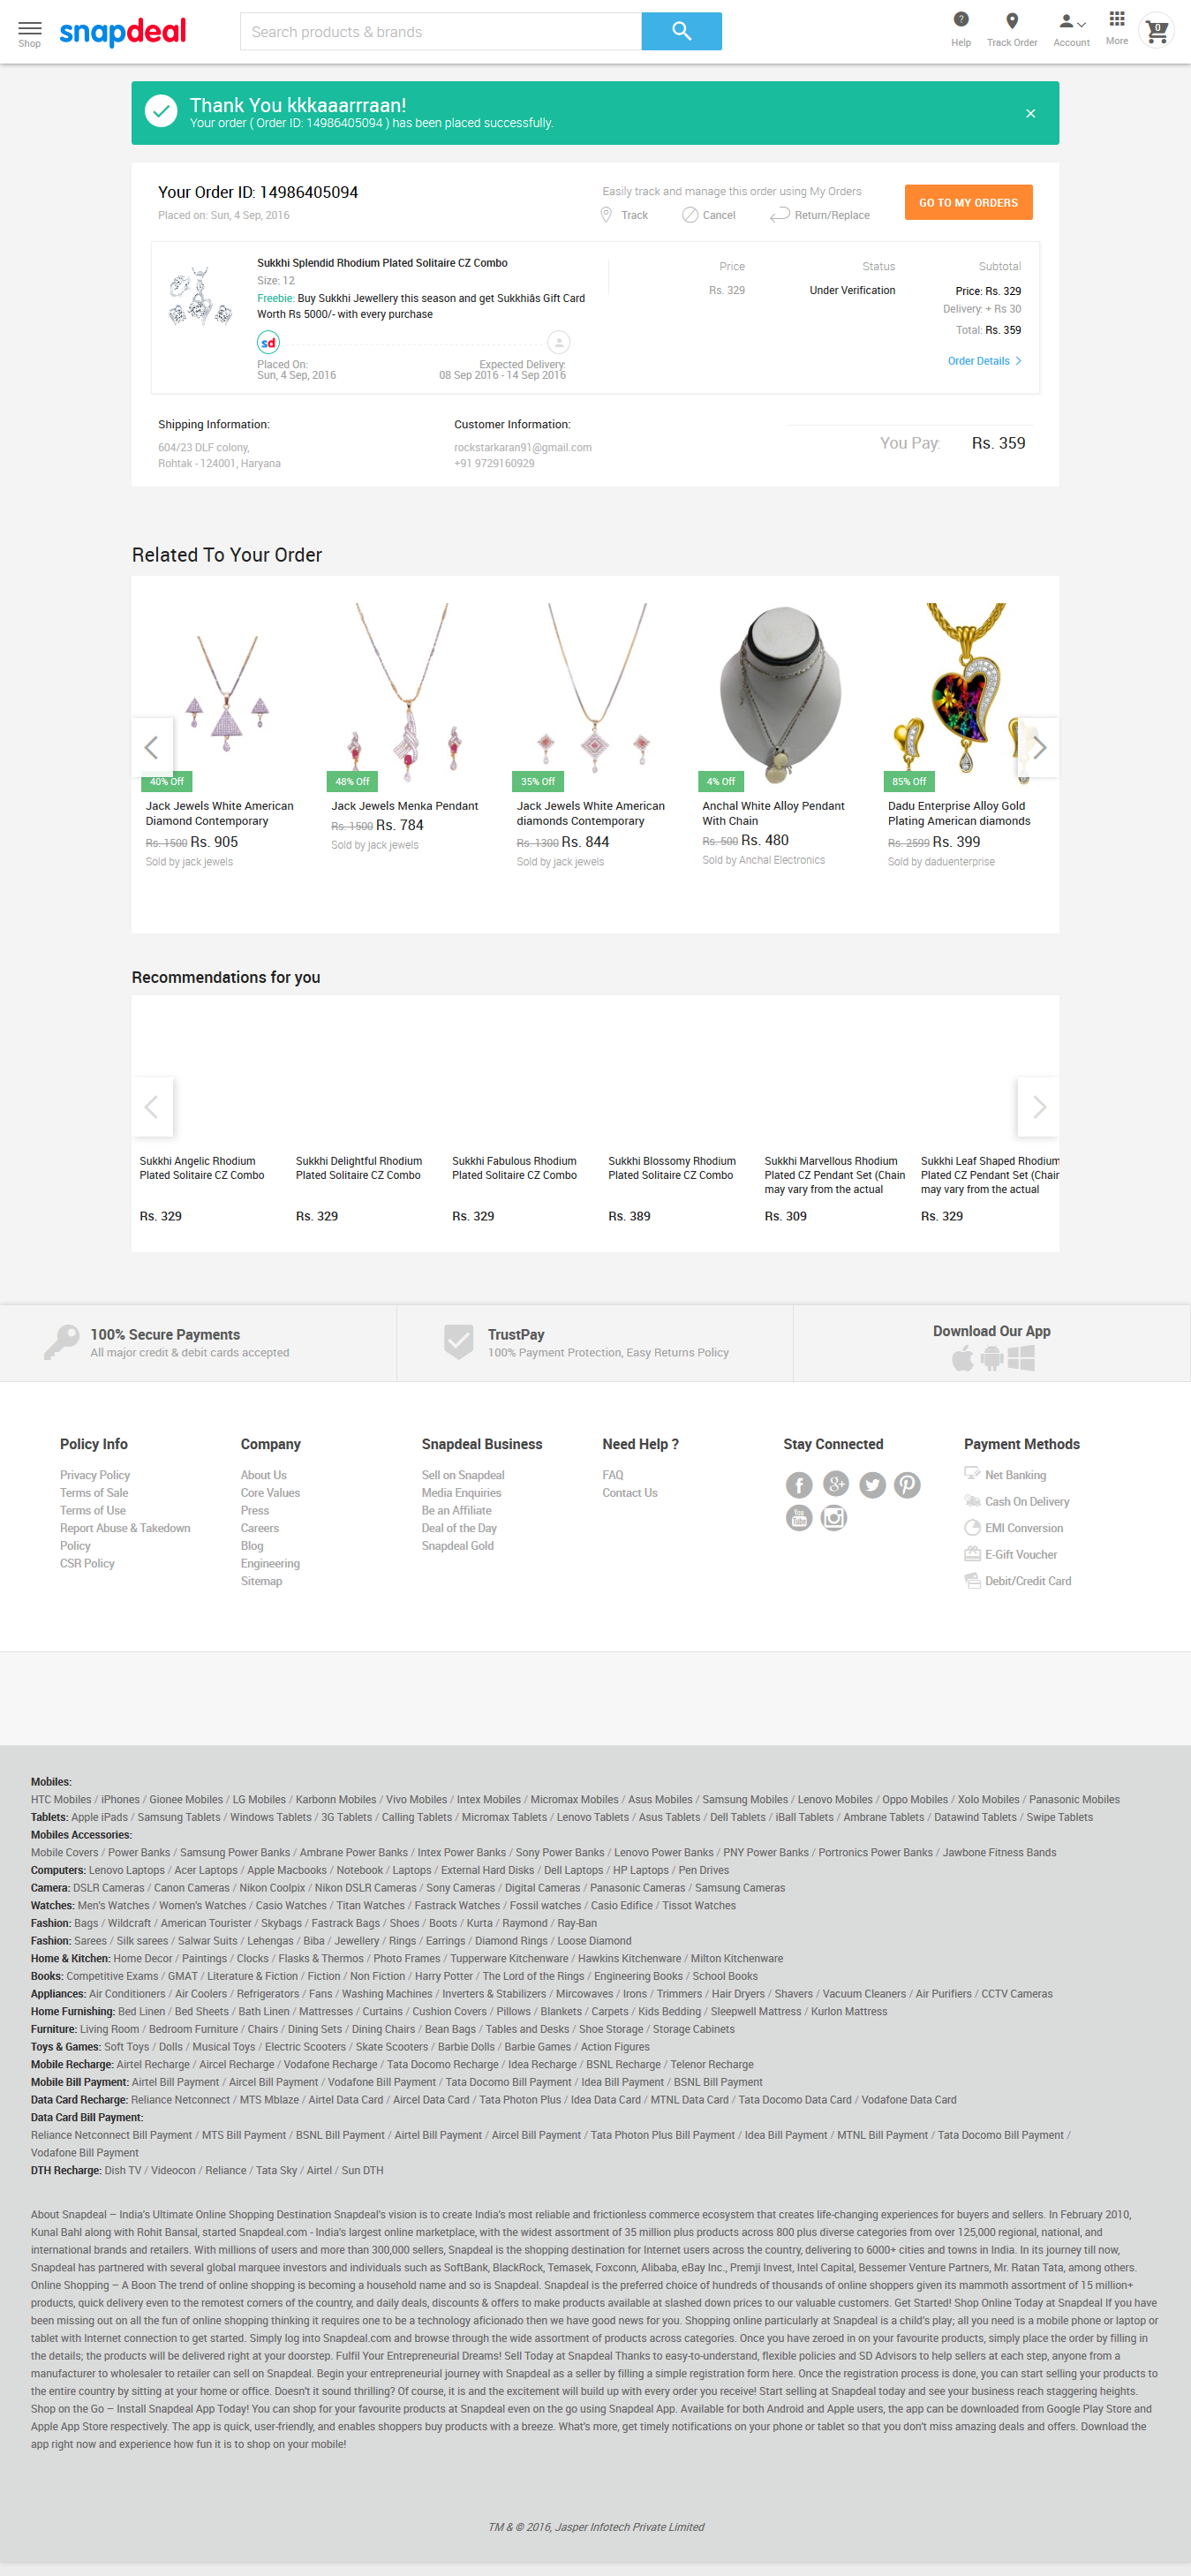 Shop
snapdeal
Search products & brands
Help
Track Order
Account
More
0
Thank You kkkaaarrraan!
Your order ( Order ID: 14986405094 ) has been placed successfully.
Your Order ID: 14986405094
Placed on: Sun, 4 Sep, 2016
Easily track and manage this order using My Orders
Track
Cancel
Return/Replace
GO TO MY ORDERS
Sukkhi Splendid Rhodium Plated Solitaire CZ Combo
Size: 12
Freebie: Buy Sukkhi Jewellery this season and get Sukkhiâs Gift Card
Worth Rs 5000/- with every purchase
sd
Placed On:
Sun, 4 Sep, 2016
Expected Delivery:
08 Sep 2016 - 14 Sep 2016
Price
Rs. 329
Status
Under Verification
Subtotal
Price: Rs. 329
Delivery: + Rs 30
Total: Rs. 359
Order Details
Shipping Information:
604/23 DLF colony,
Rohtak - 124001, Haryana
Customer Information:
rockstarkaran91@gmail.com
+91 9729160929
You Pay: Rs. 359
Related To Your Order
40% Off
Jack Jewels White American
Diamond Contemporary
Rs. 1500 Rs. 905
Sold by jack jewels
48% Off
Jack Jewels Menka Pendant
Rs. 1500 Rs. 784
Sold by jack jewels
35% Off
Jack Jewels White American
diamonds Contemporary
Rs. 1300 Rs. 844
Sold by jack jewels
4% Off
Anchal White Alloy Pendant
With Chain
Rs. 500 Rs. 480
Sold by Anchal Electronics
85% Off
Dadu Enterprise Alloy Gold
Plating American diamonds
Rs. 2599 Rs. 399
Sold by daduenterprise
Recommendations for you
Sukkhi Angelic Rhodium
Plated Solitaire CZ Combo
Rs. 329
Sukkhi Delightful Rhodium
Plated Solitaire CZ Combo
Rs. 329
Sukkhi Fabulous Rhodium
Plated Solitaire CZ Combo
Rs. 329
Sukkhi Blossomy Rhodium
Plated Solitaire CZ Combo
Rs. 389
Sukkhi Marvellous Rhodium
Plated CZ Pendant Set (Chain
may vary from the actual
Rs. 309
Sukkhi Leaf Shaped Rhodium
Plated CZ Pendant Set (Chain
may vary from the actual
Rs. 329
100% Secure Payments
All major credit & debit cards accepted
TrustPay
100% Payment Protection, Easy Returns Policy
Download Our App
Policy Info
Privacy Policy
Terms of Sale
Terms of Use
Report Abuse & Takedown
Policy
CSR Policy
Company
About Us
Core Values
Press
Careers
Blog
Engineering
Sitemap
Snapdeal Business
Sell on Snapdeal
Media Enquiries
Be an Affiliate
Deal of the Day
Snapdeal Gold
Need Help ?
FAQ
Contact Us
Stay Connected
Payment Methods
Net Banking
Cash On Delivery
EMI Conversion
E-Gift Voucher
Debit/Credit Card
Mobiles:
HTC Mobiles / iPhones / Gionee Mobiles / LG Mobiles / Karbonn Mobiles / Vivo Mobiles / Intex Mobiles / Micromax Mobiles / Asus Mobiles / Samsung Mobiles / Lenovo Mobiles / Oppo Mobiles / Xolo Mobiles / Panasonic Mobiles
Tablets: Apple iPads / Samsung Tablets / Windows Tablets / 3G Tablets / Calling Tablets / Micromax Tablets / Lenovo Tablets / Asus Tablets / Dell Tablets / iBall Tablets / Ambrane Tablets / Datawind Tablets / Swipe Tablets
Mobiles Accessories:
Mobile Covers / Power Banks / Samsung Power Banks / Ambrane Power Banks / Intex Power Banks / Sony Power Banks / Lenovo Power Banks / PNY Power Banks / Portronics Power Banks / Jawbone Fitness Bands
Computers: Lenovo Laptops / Acer Laptops / Apple Macbooks / Notebook / Laptops / External Hard Disks / Dell Laptops / HP Laptops / Pen Drives
Camera: DSLR Cameras / Canon Cameras / Nikon Coolpix / Nikon DSLR Cameras / Sony Cameras / Digital Cameras / Panasonic Cameras / Samsung Cameras
Watches: Men's Watches / Women's Watches / Casio Watches / Titan Watches / Fastrack Watches / Fossil watches / Casio Edifice / Tissot Watches
Fashion: Bags / Wildcraft / American Tourister / Skybags / Fastrack Bags / Shoes / Boots / Kurta / Raymond / Ray-Ban
Fashion: Sarees / Silk sarees / Salwar Suits / Lehengas / Biba / Jewellery / Rings / Earrings / Diamond Rings / Loose Diamond
Home & Kitchen: Home Decor / Paintings / Clocks / Flasks & Thermos / Photo Frames / Tupperware Kitchenware / Hawkins Kitchenware / Milton Kitchenware
Books: Competitive Exams / GMAT / Literature & Fiction / Fiction / Non Fiction / Harry Potter / The Lord of the Rings / Engineering Books / School Books
Appliances: Air Conditioners / Air Coolers / Refrigerators / Fans / Washing Machines / Inverters & Stabilizers / Mircowaves / Irons / Trimmers / Hair Dryers / Shavers / Vacuum Cleaners / Air Purifiers / CCTV Cameras
Home Furnishing: Bed Linen / Bed Sheets / Bath Linen / Mattresses / Curtains / Cushion Covers / Pillows / Blankets / Carpets / Kids Bedding / Sleepwell Mattress / Kurlon Mattress
Furniture: Living Room / Bedroom Furniture / Chairs / Dining Sets / Dining Chairs / Bean Bags / Tables and Desks / Shoe Storage / Storage Cabinets
Toys & Games: Soft Toys / Dolls / Musical Toys / Electric Scooters / Skate Scooters / Barbie Dolls / Barbie Games / Action Figures
Mobile Recharge: Airtel Recharge / Aircel Recharge / Vodafone Recharge / Tata Docomo Recharge / Idea Recharge / BSNL Recharge / Telenor Recharge
Mobile Bill Payment: Airtel Bill Payment / Aircel Bill Payment / Vodafone Bill Payment / Tata Docomo Bill Payment / Idea Bill Payment / BSNL Bill Payment
Data Card Recharge: Reliance Netconnect / MTS Mblaze / Airtel Data Card / Aircel Data Card / Tata Photon Plus / Idea Data Card / MTNL Data Card / Tata Docomo Data Card / Vodafone Data Card
Data Card Bill Payment:
Reliance Netconnect Bill Payment / MTS Bill Payment / BSNL Bill Payment / Airtel Bill Payment / Aircel Bill Payment / Tata Photon Plus Bill Payment / Idea Bill Payment / MTNL Bill Payment / Tata Docomo Bill Payment /
Vodafone Bill Payment
DTH Recharge: Dish TV / Videocon / Reliance / Tata Sky / Airtel / Sun DTH
About Snapdeal – India's Ultimate Online Shopping Destination Snapdeal's vision is to create India's most reliable and frictionless commerce ecosystem that creates life-changing experiences for buyers and sellers. In February 2010,
Kunal Bahl along with Rohit Bansal, started Snapdeal.com - India's largest online marketplace, with the widest assortment of 35 million plus products across 800 plus diverse categories from over 125,000 regional, national, and
international brands and retailers. With millions of users and more than 300,000 sellers, Snapdeal is the shopping destination for Internet users across the country, delivering to 6000+ cities and towns in India. In its journey till now,
Snapdeal has partnered with several global marquee investors and individuals such as SoftBank, BlackRock, Temasek, Foxconn, Alibaba, eBay Inc., Premji Invest, Intel Capital, Bessemer Venture Partners, Mr. Ratan Tata, among others.
Online Shopping – A Boon The trend of online shopping is becoming a household name and so is Snapdeal. Snapdeal is the preferred choice of hundreds of thousands of online shoppers given its mammoth assortment of 15 million+
products, quick delivery even to the remotest corners of the country, and daily deals, discounts & offers to make products available at slashed down prices to our valuable customers. Get Started! Shop Online Today at Snapdeal If you have
been missing out on all the fun of online shopping thinking it requires one to be a technology aficionado then we have good news for you. Shopping online particularly at Snapdeal is a child's play; all you need is a mobile phone or laptop or
tablet with Internet connection to get started. Simply log into Snapdeal.com and browse through the wide assortment of products across categories. Once you have zeroed in on your favourite products, simply place the order by filling in
the details; the products will be delivered right at your doorstep. Fulfil Your Entrepreneurial Dreams! Sell Today at Snapdeal Thanks to easy-to-understand, flexible policies and SD Advisors to help sellers at each step, anyone from a
manufacturer to wholesaler to retailer can sell on Snapdeal. Begin your entrepreneurial journey with Snapdeal as a seller by filling a simple registration form here. Once the registration process is done, you can start selling your products to
the entire country by sitting at your home or office. Doesn't it sound thrilling? Of course, it is and the excitement will build up with every order you receive! Start selling at Snapdeal today and see your business reach staggering heights.
Shop on the Go – Install Snapdeal App Today! You can shop for your favourite products at Snapdeal even on the go using Snapdeal App. Available for both Android and Apple users, the app can be downloaded from Google Play Store and
Apple App Store respectively. The app is quick, user-friendly, and enables shoppers buy products with a breeze. What's more, get timely notifications on your phone or tablet so that you don't miss amazing deals and offers. Download the
app right now and experience how fun it is to shop on your mobile!
TM & © 2016, Jasper Infotech Private Limited